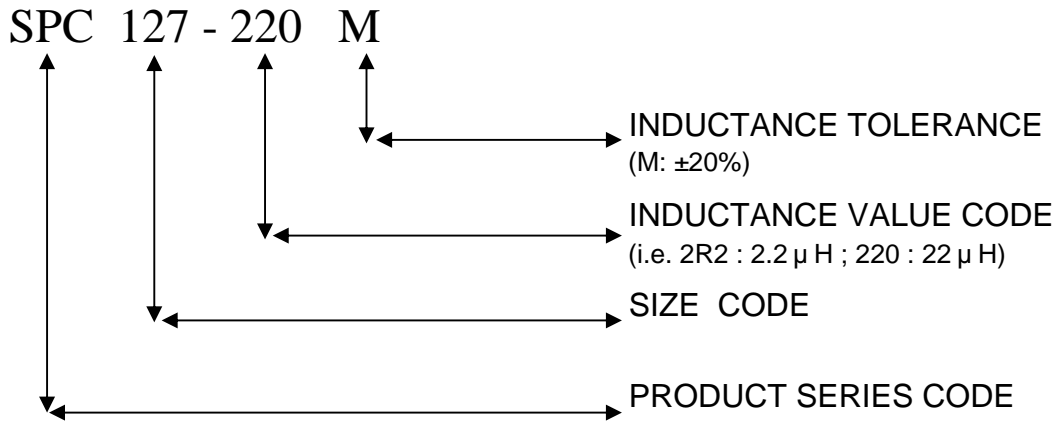 SPC 127 - 220 M
INDUCTANCE TOLERANCE
(M: ±20%)
INDUCTANCE VALUE CODE
(i.e. 2R2 : 2.2 μ H ; 220 : 22 μ H)
SIZE CODE
PRODUCT SERIES CODE